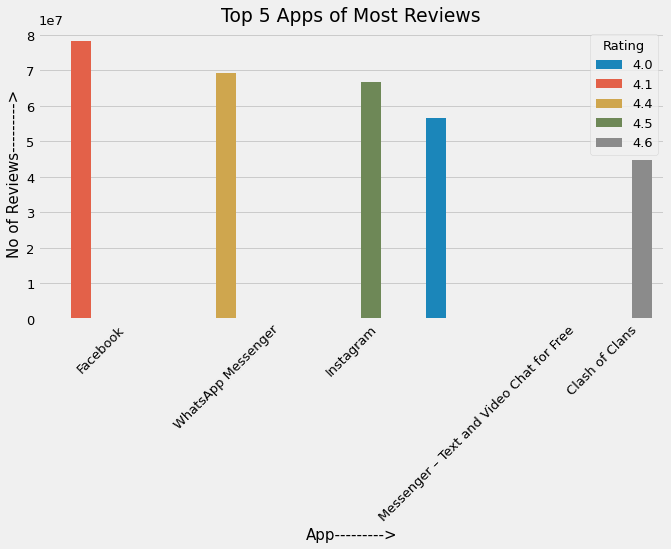 Top 5 Apps of Most Reviews
1e7
8
7
6
5
4
3
2
1
0
No of Reviews---------->
Rating
4.0
4.1
4.4
4.5
4.6
Facebook
WhatsApp Messenger
Instagram
Messenger – Text and Video Chat for Free
Clash of Clans
App--------->